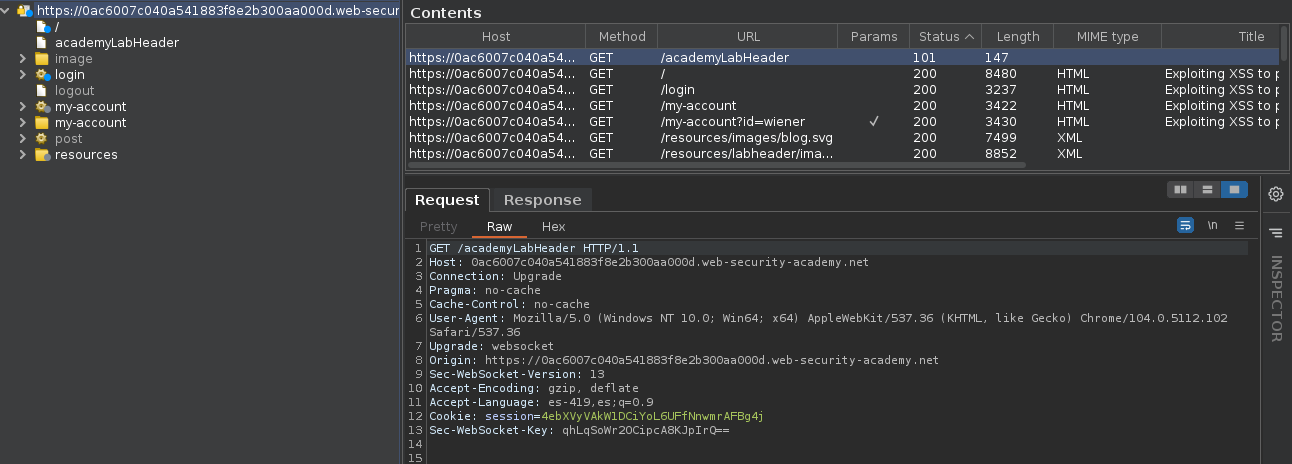 https://0ac6007c040a541883f8e2b300aa000d.web-secur
/
academyLabHeader
image
login
logout
my-account
my-account
post
resources
Contents
Host Method URL Params Status Length MIME type Title
https://0ac6007c040a54... GET /academyLabHeader 101 147
https://0ac6007c040a54... GET / 200 8480 HTML Exploiting XSS to p
https://0ac6007c040a54... GET /login 200 3237 HTML Exploiting XSS to p
https://0ac6007c040a54... GET /my-account 200 3422 HTML Exploiting XSS to p
https://0ac6007c040a54... GET /my-account?id=wiener ✓ 200 3430 HTML Exploiting XSS to p
https://0ac6007c040a54... GET /resources/images/blog.svg 200 7499 XML
https://0ac6007c040a54... GET /resources/labheader/ima... 200 8852 XML
Request Response
Pretty Raw Hex \n
1 GET /academyLabHeader HTTP/1.1
2 Host: 0ac6007c040a541883f8e2b300aa000d.web-security-academy.net
3 Connection: Upgrade
4 Pragma: no-cache
5 Cache-Control: no-cache
6 User-Agent: Mozilla/5.0 (Windows NT 10.0; Win64; x64) AppleWebKit/537.36 (KHTML, like Gecko) Chrome/104.0.5112.102
Safari/537.36
7 Upgrade: websocket
8 Origin: https://0ac6007c040a541883f8e2b300aa000d.web-security-academy.net
9 Sec-WebSocket-Version: 13
10 Accept-Encoding: gzip, deflate
11 Accept-Language: es-419,es;q=0.9
12 Cookie: session=4ebXVyVAkW1DCiYoL6UFfNnwmrAFBg4j
13 Sec-WebSocket-Key: qhLqSoWr2OCipcA8KJpIrQ==
14
15
INSPECTOR